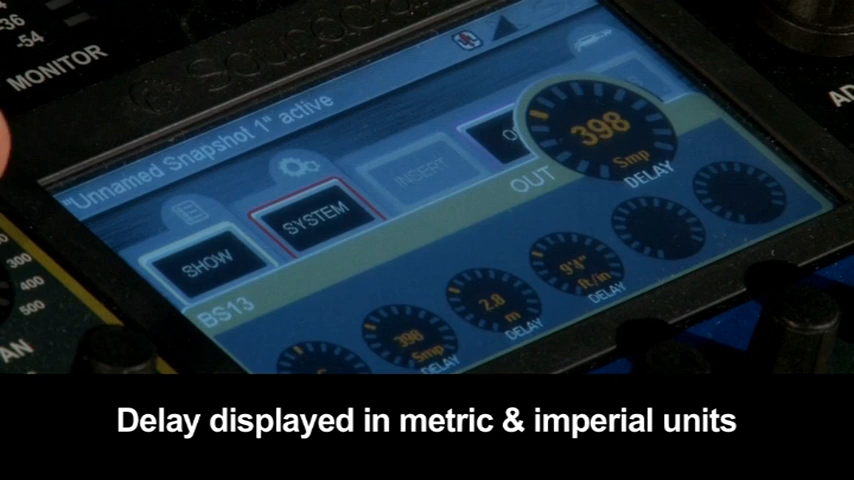 -36
-54
MONITOR
Soundcraft
"Unnamed Snapshot 1" active
SHOW
SYSTEM
INSERT
OUT
398
Smp
DELAY
BS13
398
Smp
DELAY
2.8
m
DELAY
9'4"
ft/in
DELAY
300
400
500
Delay displayed in metric & imperial units